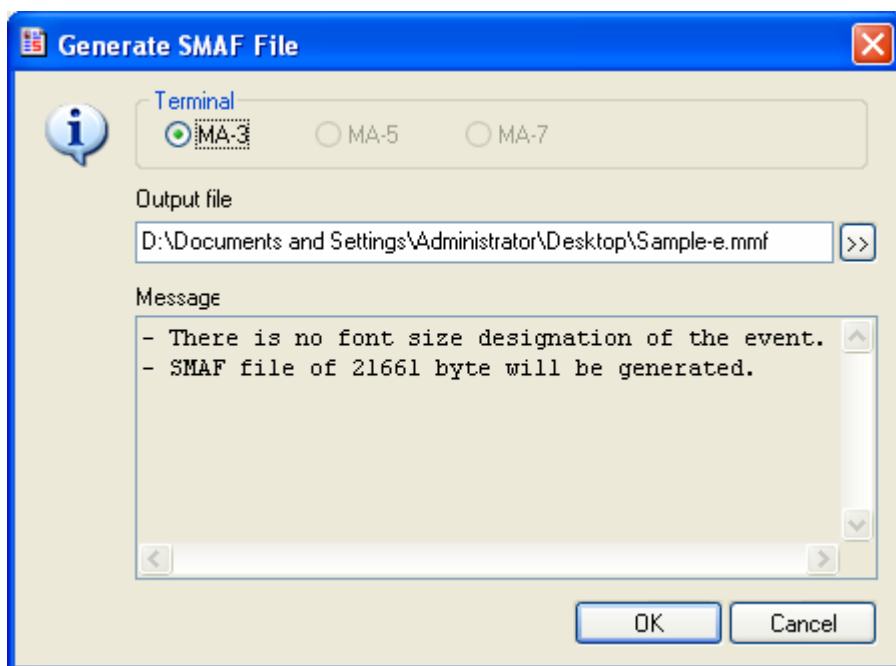 Generate SMAF File
Terminal
MA-3 MA-5 MA-7
Output file
D:\Documents and Settings\Administrator\Desktop\Sample-e.mmf >>
Message
- There is no font size designation of the event.
- SMAF file of 21661 byte will be generated.
OK Cancel